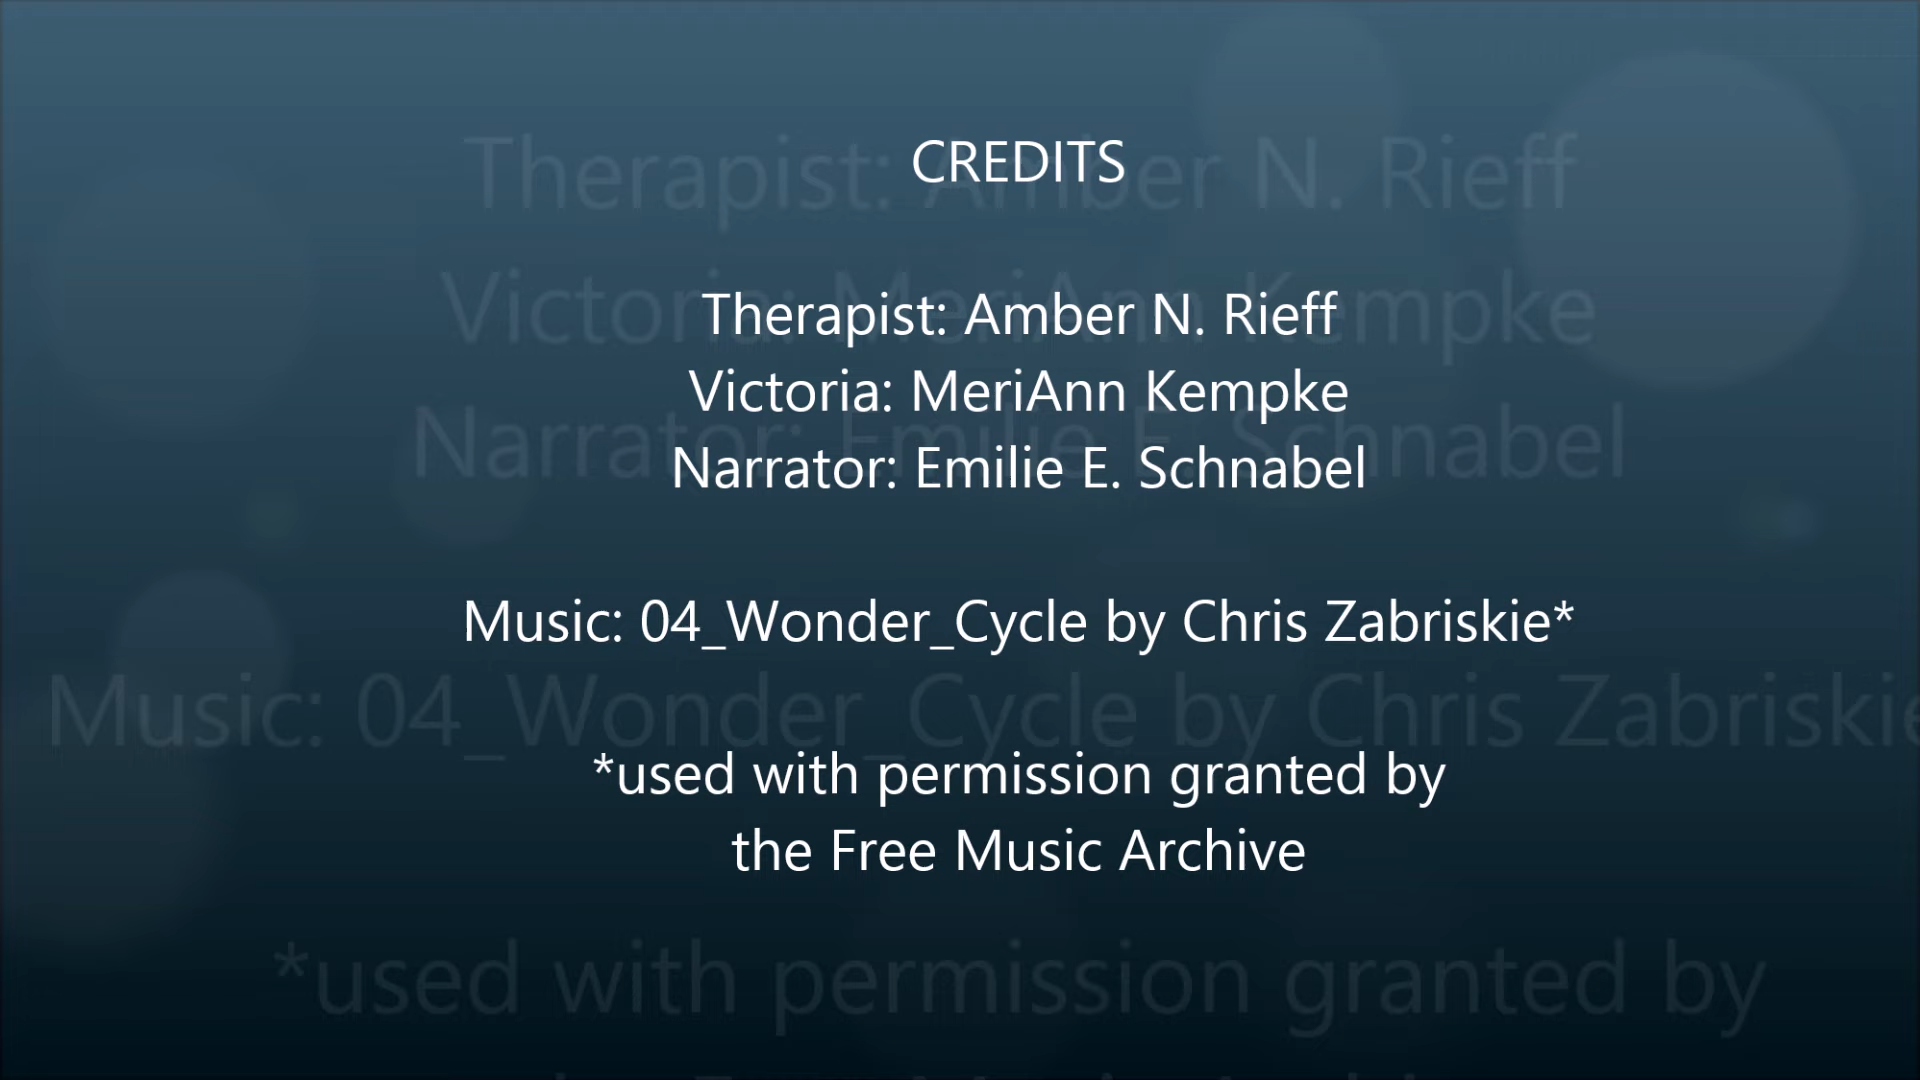 CREDITS
Therapist: Amber N. Rieff
Victoria: MeriAnn Kempke
Narrator: Emilie E. Schnabel
Music: 04_Wonder_Cycle by Chris Zabriskie*
*used with permission granted by
the Free Music Archive